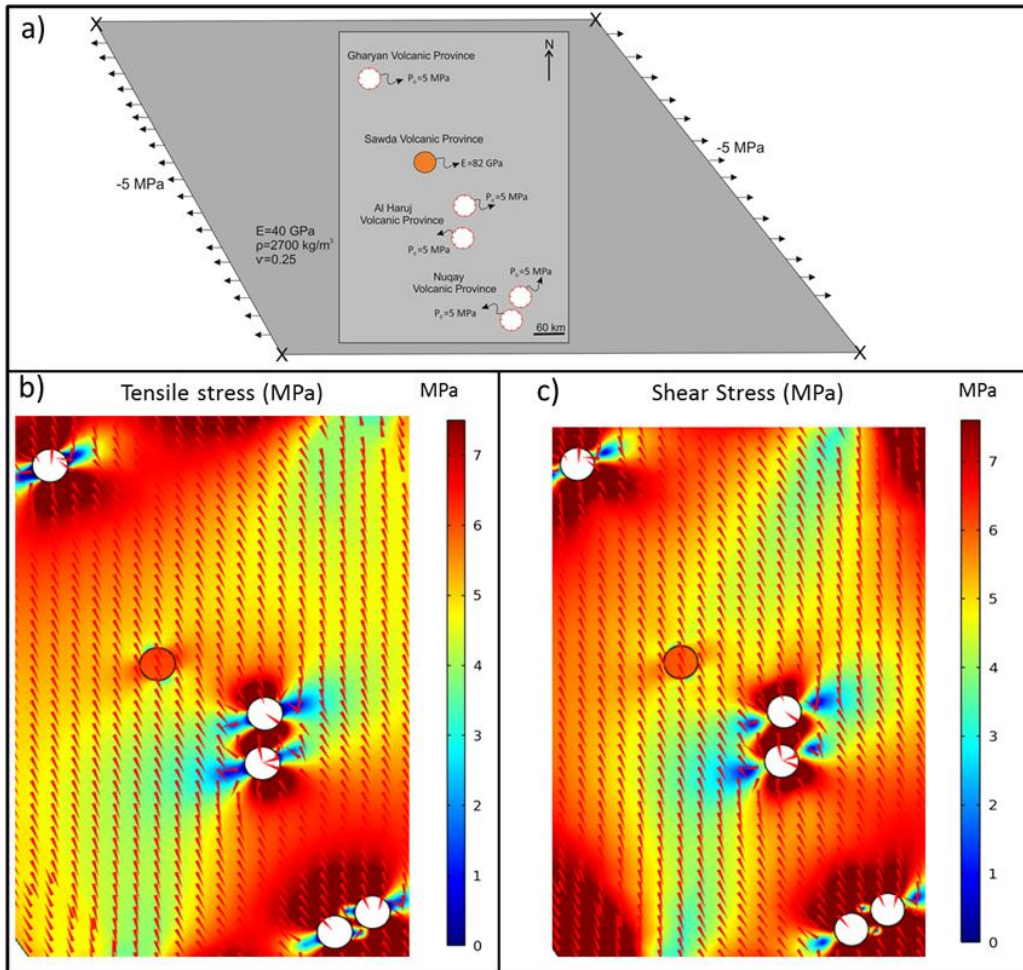 a)
Gharyan Volcanic Province
N
P₀=5 MPa
Sawda Volcanic Province
E=82 GPa
-5 MPa
-5 MPa
P₀=5 MPa
Al Haruj
Volcanic Province
P₀=5 MPa
E=40 GPa
ρ=2700 kg/m³
v=0.25
P₀=5 MPa
Nuqay
Volcanic Province
P₀=5 MPa
60 km
X
X
X
X
b)
Tensile stress (MPa)
MPa
7
6
5
4
3
2
1
0
c)
Shear Stress (MPa)
MPa
7
6
5
4
3
2
1
0